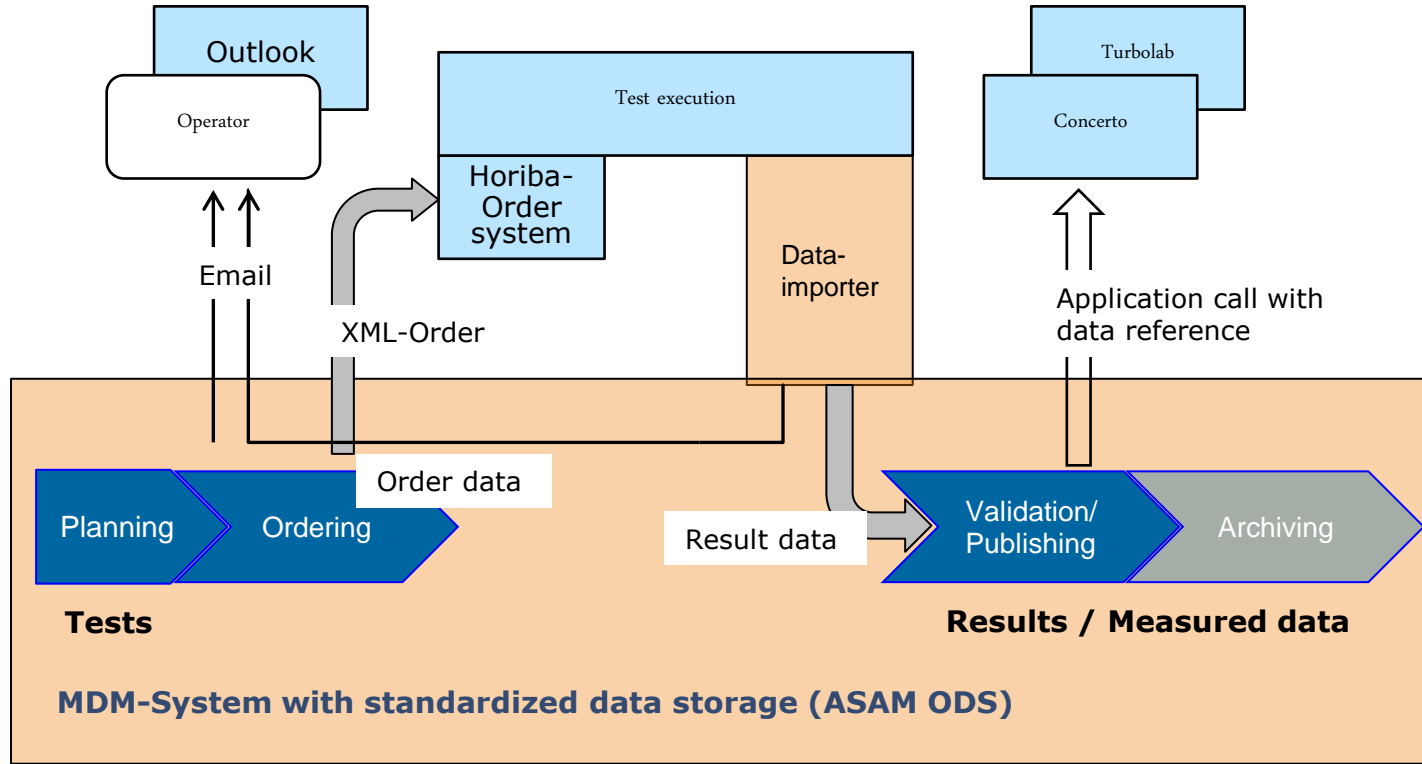 Outlook
Operator
Test execution
Turbolab
Concerto
Horiba-
Order
system
Data-
importer
Email
XML-Order
Application call with
data reference
Order data
Planning
Ordering
Result data
Validation/
Publishing
Archiving
Tests
Results / Measured data
MDM-System with standardized data storage (ASAM ODS)